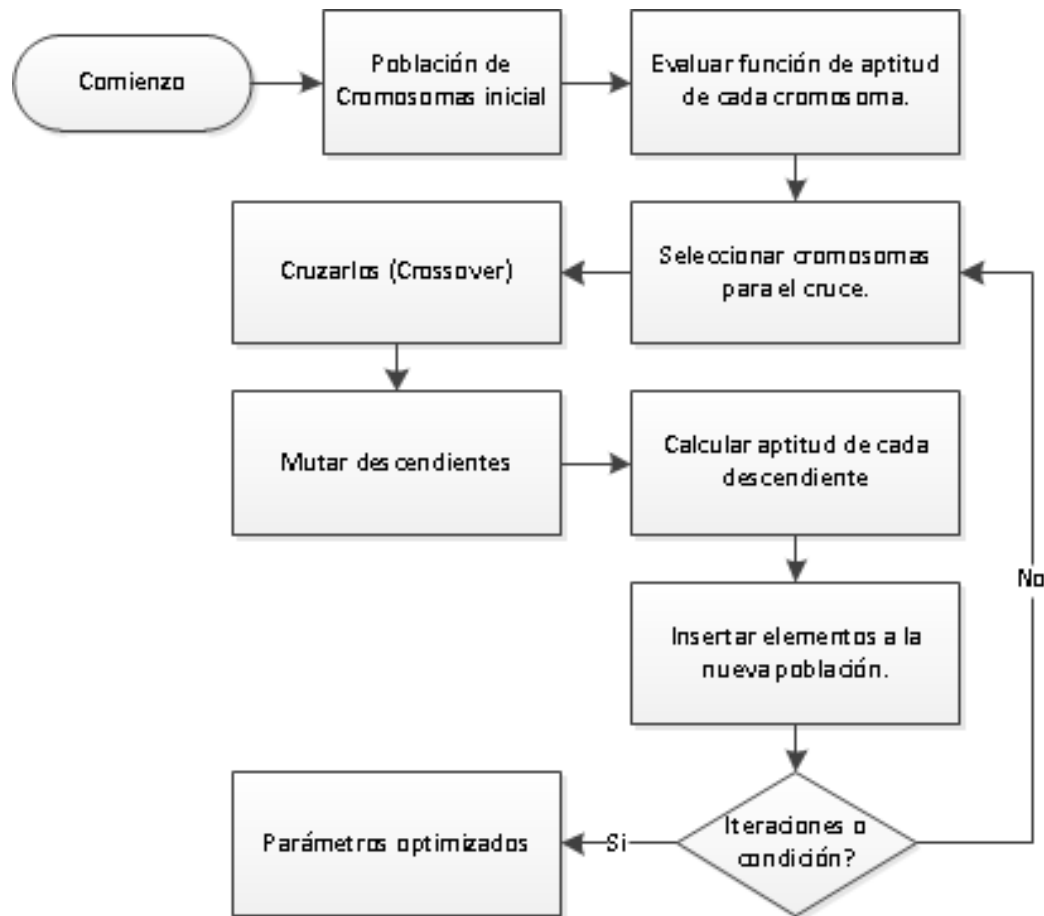 Comienzo
Población de
Cromosomas inicial
Evaluar función de aptitud
de cada cromosoma.
Seleccionar cromosomas
para el cruce.
Cruzarlos (Crossover)
Mutar descendientes
Calcular aptitud de cada
descendiente
Insertar elementos a la
nueva población.
Iteraciones o
condición?
No
Si
Parámetros optimizados